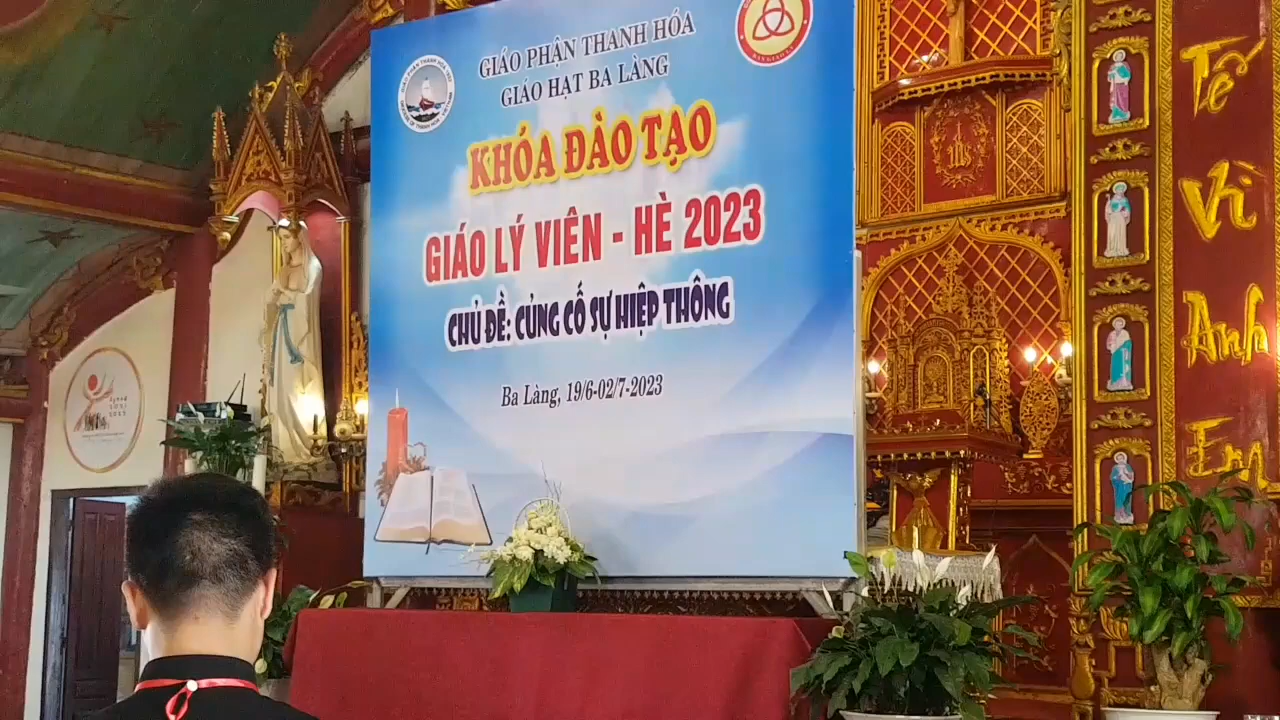 GIÁO PHẬN THANH HÓA
GIÁO HẠT BA LÀNG
KHÓA ĐÀO TẠO
GIÁO LÝ VIÊN - HÈ 2023
CHỦ ĐỀ: CỦNG CỐ SỰ HIỆP THÔNG
Ba Làng, 19/6-02/7-2023
Tế
Vì
Anh
Em